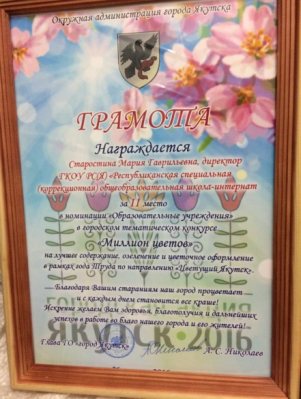 Окружная администрация города Якутска
ГРАМОТА
Награждается
Старостина Мария Гаврильевна, директор
ГКОУ РС(Я) «Республиканская специальная
(коррекционная) общеобразовательная школа-интернат
за II место
в номинации «Образовательные учреждения»
в городском тематическом конкурсе
«Миллион цветов»
на лучшее содержание, озеленение и цветочное оформление
в рамках года Труда по направлению «Цветущий Якутск».
Благодаря Вашим стараниям наш город процветает
и с каждым днем становится все краше!
Искренне желаем Вам здоровья, благополучия и дальнейших
успехов в работе во благо нашего города и его жителей!
ЯКУТСК 2016
Глава ГО «город Якутск»
А.С. Николаев